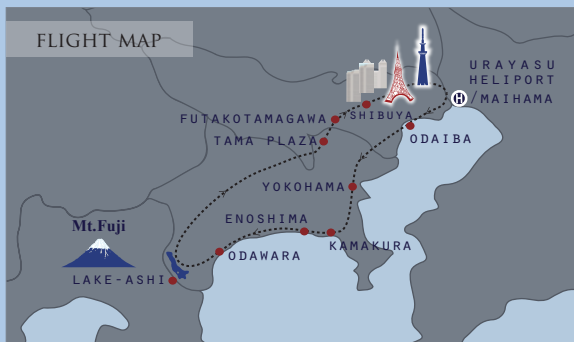 FLIGHT MAP
URAYASU
HELIPORT
H
/MAIHAMA
FUTAKOTAMAGAWA
/SHIBUYA
TAMA PLAZA
ODAIBA
YOKOHAMA
Mt.Fuji
ENOSHIMA
KAMAKURA
ODAWARA
LAKE-ASHI